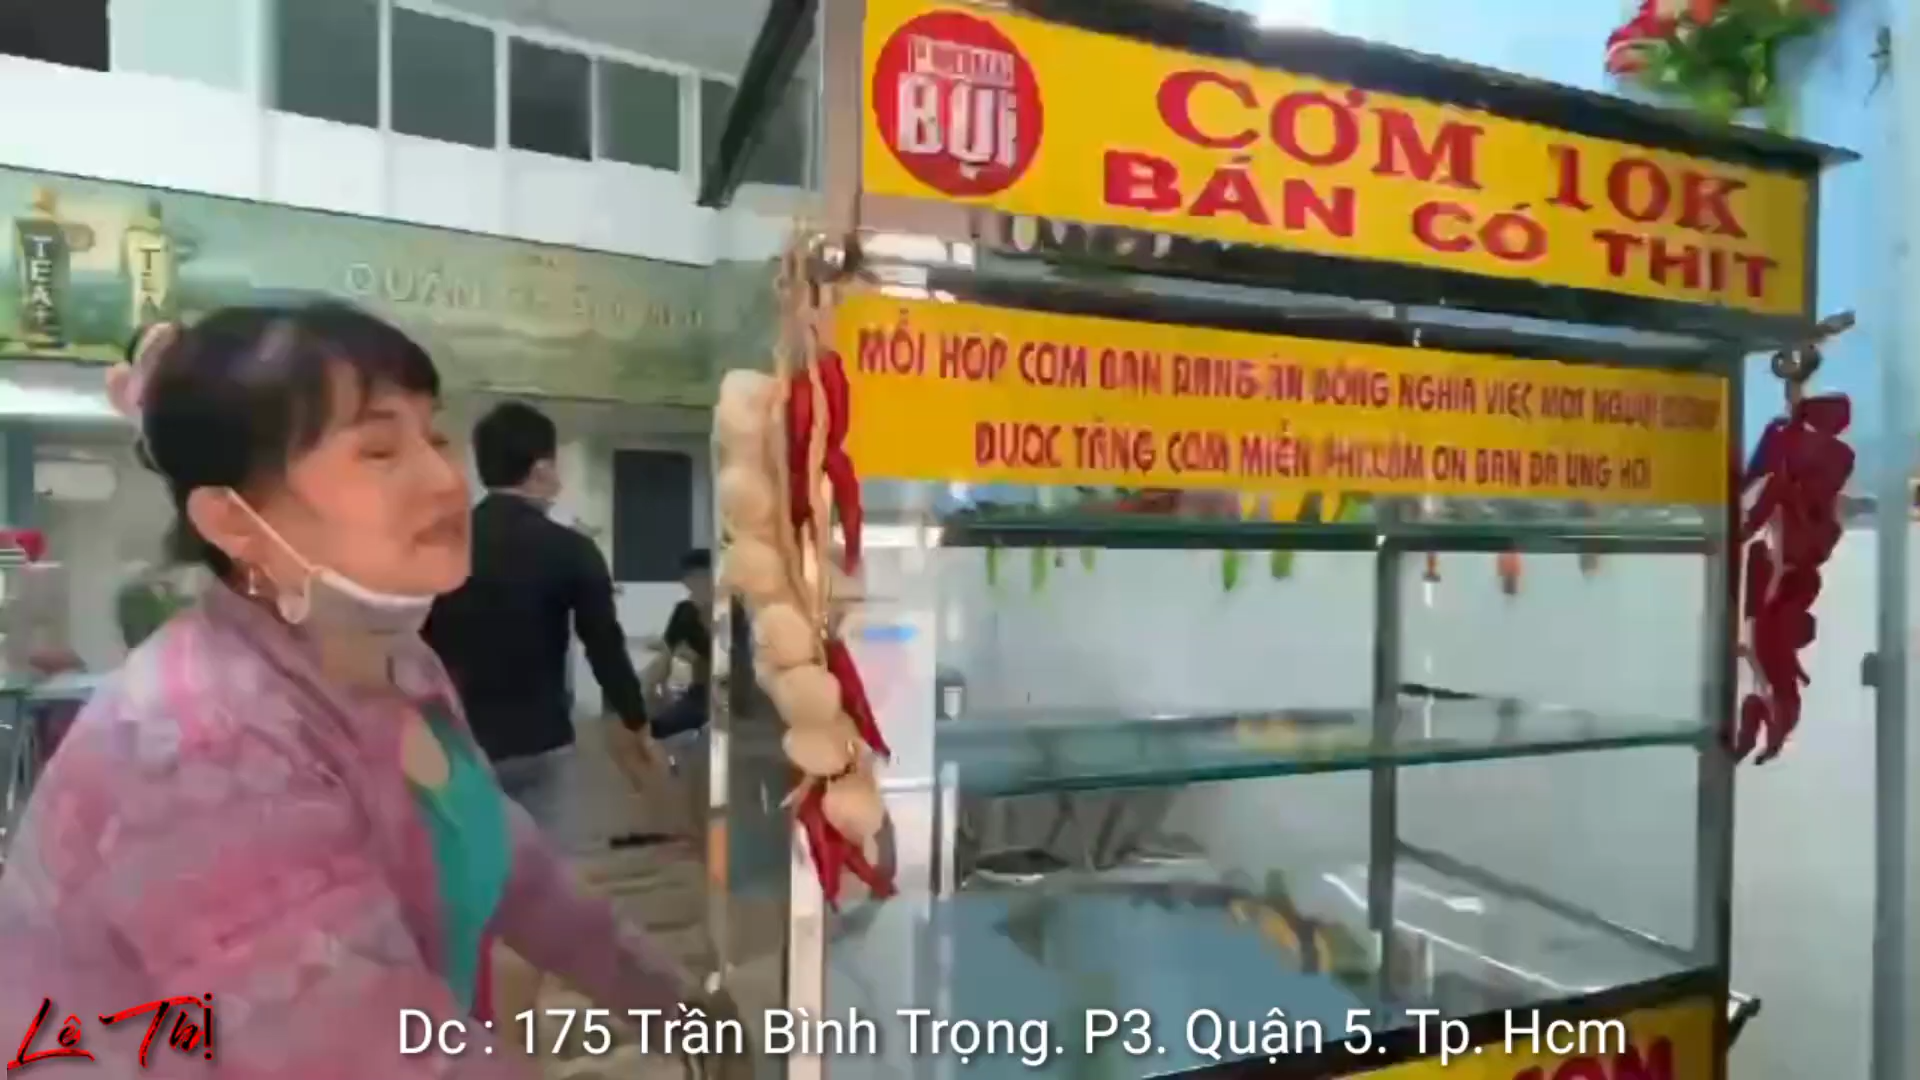 BỤI
CƠM 10K
BÁN CÓ THỊT
TEA+
TEA
QUÁN
MỖI HỘP CƠM BẠN ĐANG ĂN ĐỒNG NGHĨA VIỆC MỘT NGƯỜI
ĐƯỢC TẶNG CƠM MIỄN PHÍ.CẢM ƠN BẠN ĐÃ ỦNG HỘ!
Lê Thị
Dc : 175 Trần Bình Trọng. P3. Quận 5. Tp. Hcm